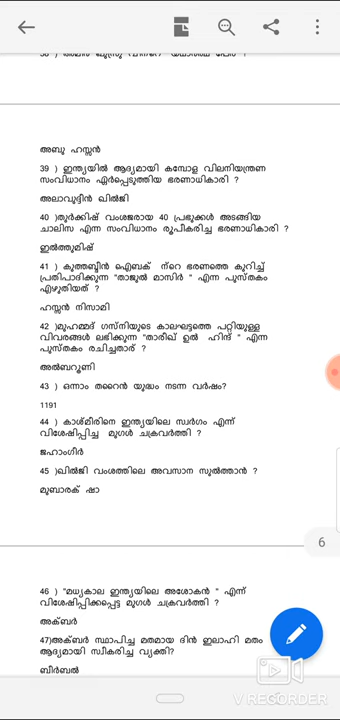 അബു ഹസ്സൻ
39 ) ഇന്ത്യയിൽ ആദ്യമായി കമ്പോള വിലനിയന്ത്രണ
സംവിധാനം ഏർപ്പെടുത്തിയ ഭരണാധികാരി ?
അലാവുദ്ദീൻ ഖിൽജി
40 )തുർക്കിഷ് വംശജരായ 40 പ്രഭുക്കൾ അടങ്ങിയ
ചാലിസ എന്ന സംവിധാനം രൂപീകരിച്ച ഭരണാധികാരി ?
ഇൽത്തുമിഷ്
41 ) കുത്തബ്ദീൻ ഐബക് ന്റെ ഭരണത്തെ കുറിച്ച്
പ്രതിപാദിക്കുന്ന "താജുൽ മാസിർ " എന്ന പുസ്തകം
എഴുതിയത് ?
ഹസ്സൻ നിസാമി
42 )മുഹമ്മദ് ഗസ്നിയുടെ കാലഘട്ടത്തെ പറ്റിയുള്ള
വിവരങ്ങൾ ലഭിക്കുന്ന "താരീഖ് ഉൽ ഹിന്ദ് " എന്ന
പുസ്തകം രചിച്ചതാര് ?
അൽബറൂണി
43 ) ഒന്നാം തറൈൻ യുദ്ധം നടന്ന വർഷം?
1191
44 ) കാശ്മീരിനെ ഇന്ത്യയിലെ സ്വർഗം എന്ന്
വിശേഷിപ്പിച്ച മുഗൾ ചക്രവർത്തി ?
ജഹാംഗീർ
45 )ഖിൽജി വംശത്തിലെ അവസാന സുൽത്താൻ ?
മുബാരക് ഷാ
6
46 ) "മധ്യകാല ഇന്ത്യയിലെ അശോകൻ " എന്ന്
വിശേഷിപ്പിക്കപ്പെട്ട മുഗൾ ചക്രവർത്തി ?
അക്ബർ
47)അക്ബർ സ്ഥാപിച്ച മതമായ ദിൻ ഇലാഹി മതം
ആദ്യമായി സ്വീകരിച്ച വ്യക്തി?
ബീർബൽ
V RECORDER